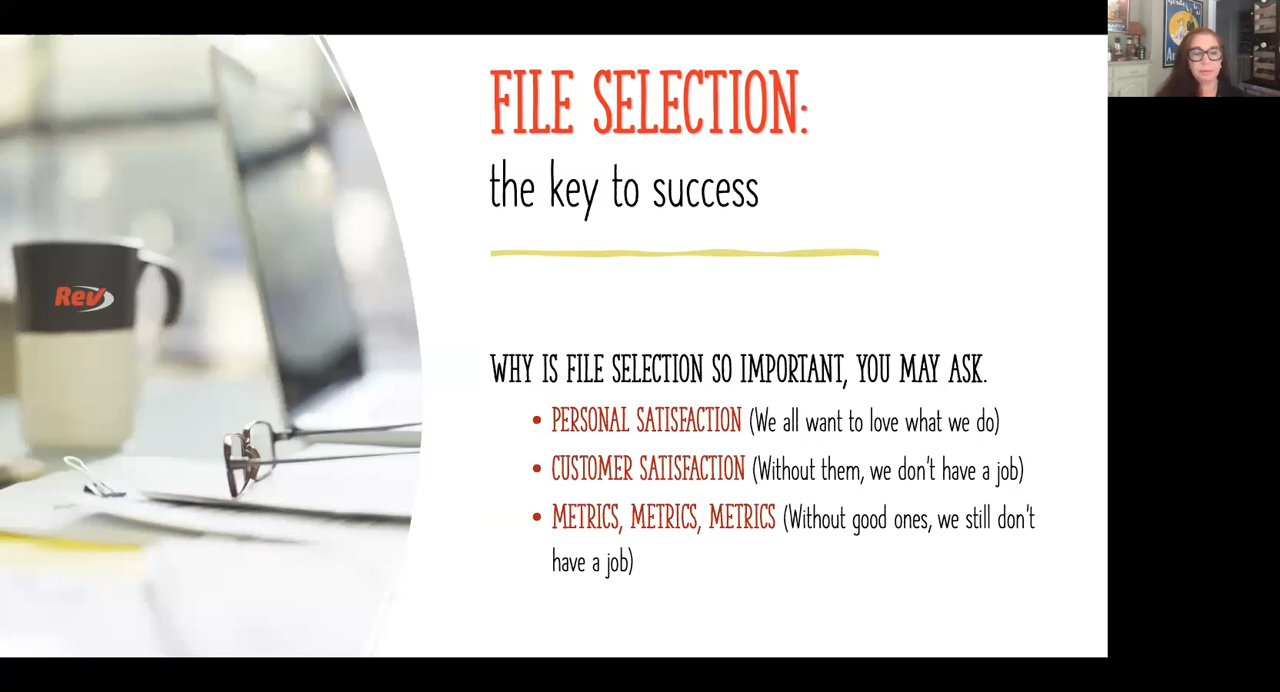 FILE SELECTION:
the key to success
Rev
WHY IS FILE SELECTION SO IMPORTANT, YOU MAY ASK.
• PERSONAL SATISFACTION (We all want to love what we do)
• CUSTOMER SATISFACTION (Without them, we don't have a job)
• METRICS, METRICS, METRICS (Without good ones, we still don't
have a job)